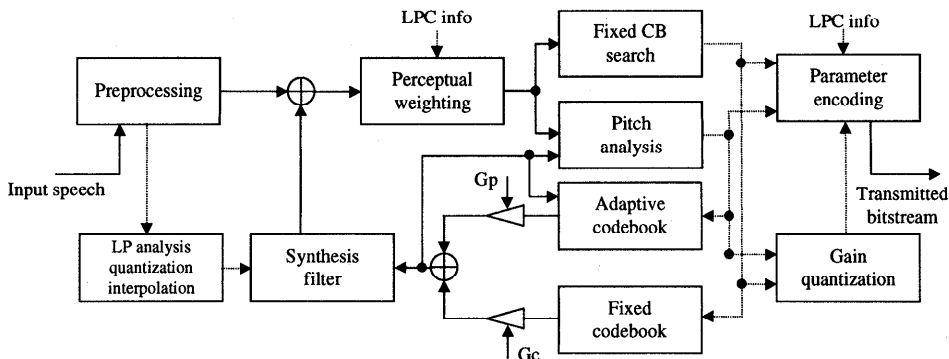 LPC info
Fixed CB
search
LPC info
Preprocessing
Perceptual
weighting
Parameter
encoding
Pitch
analysis
Input speech
Gp
Adaptive
codebook
Transmitted
bitstream
LP analysis
quantization
interpolation
Synthesis
filter
Gain
quantization
Fixed
codebook
Gc